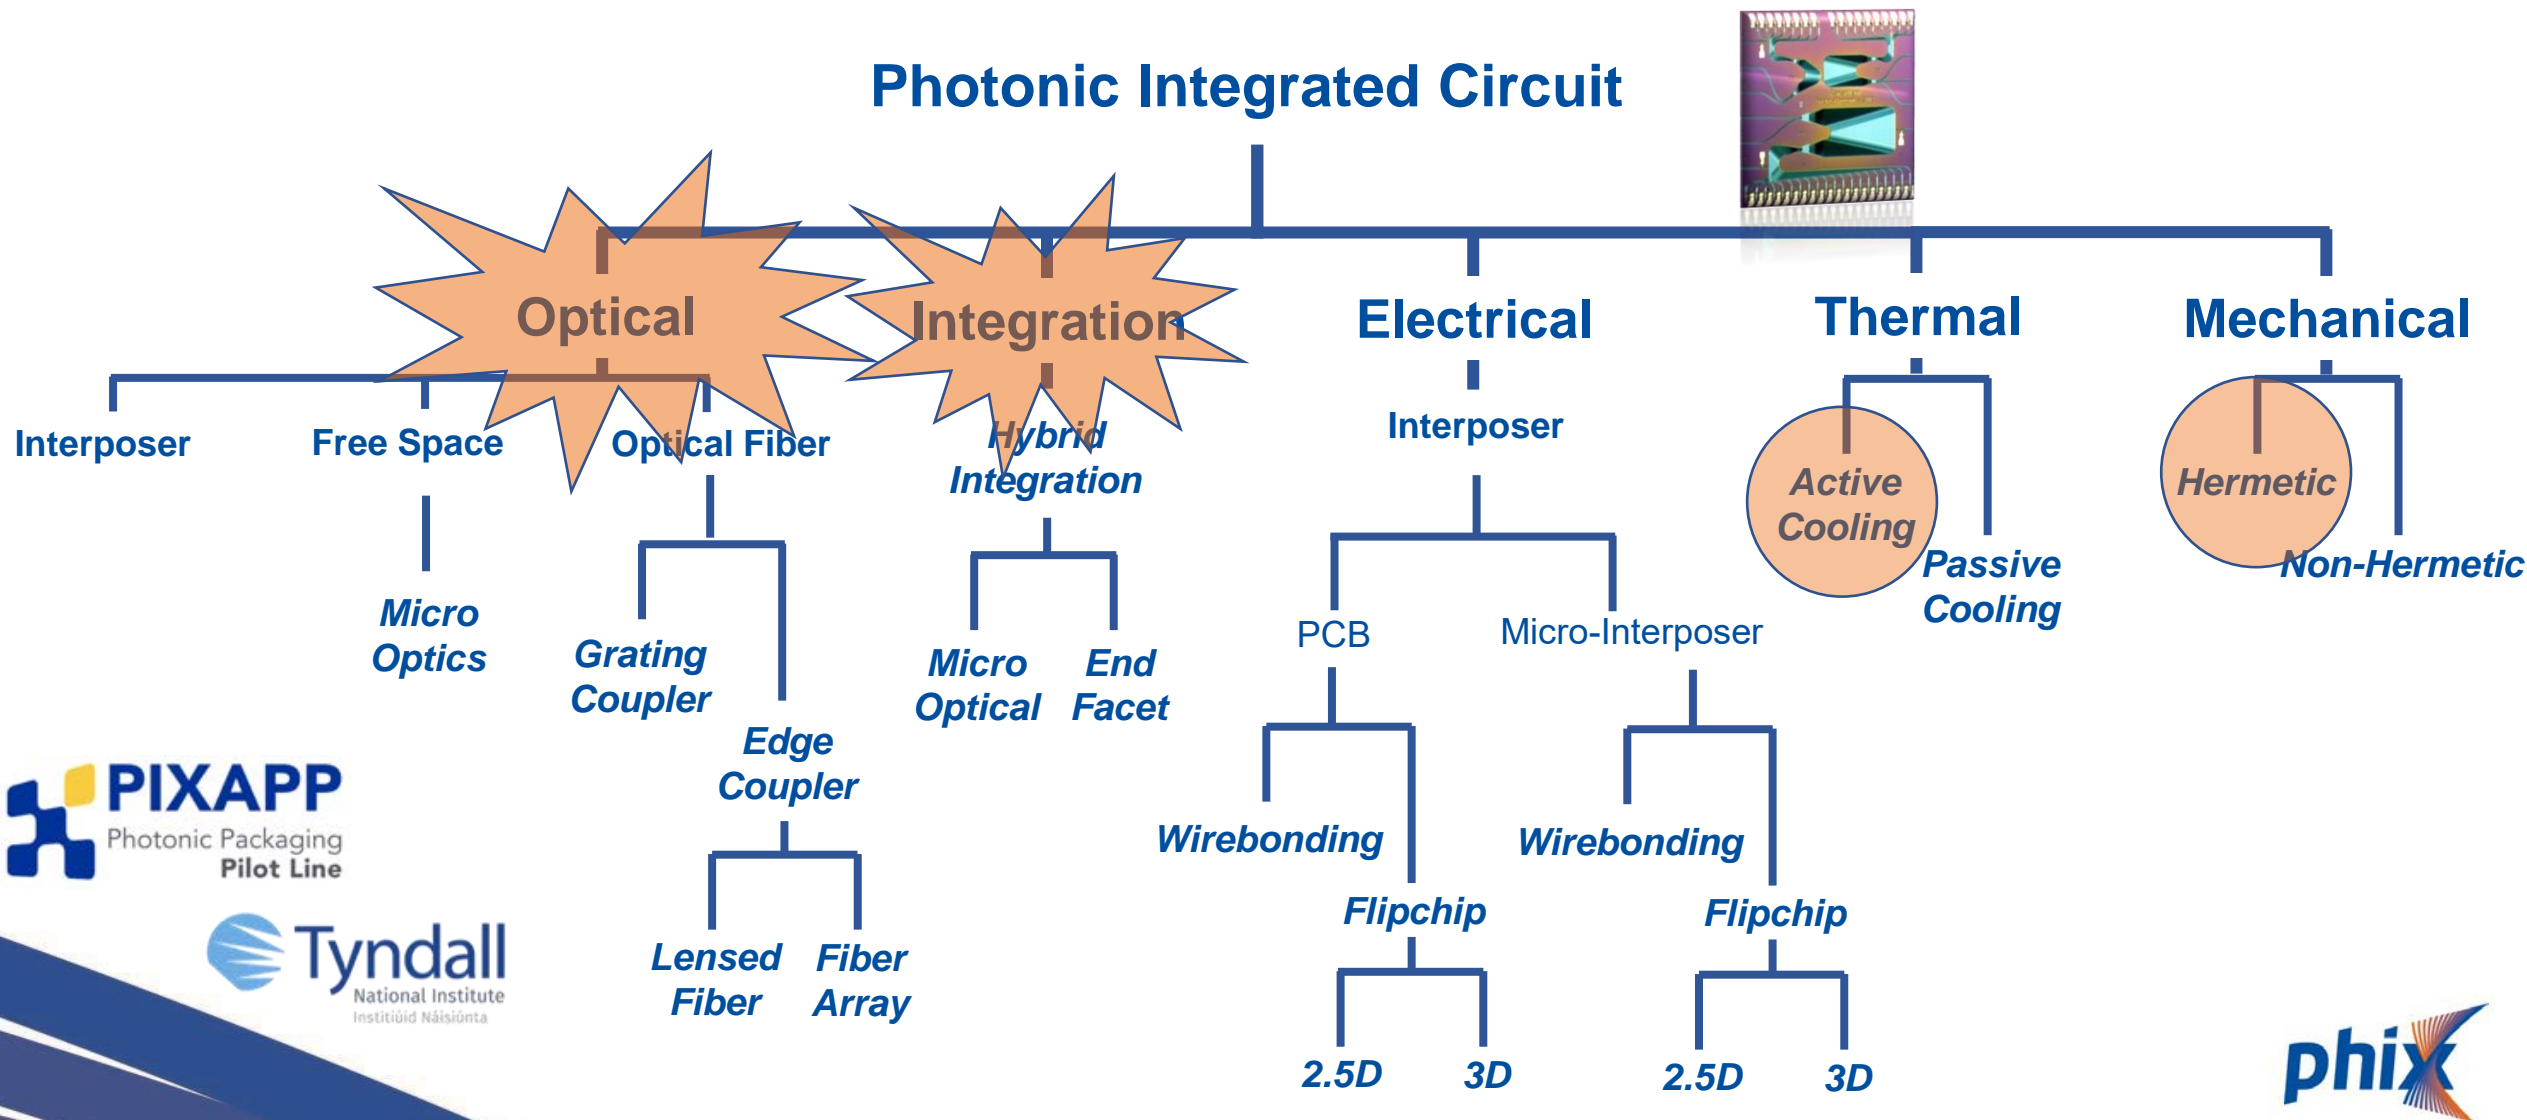 Photonic Integrated Circuit
Optical
Integration
Electrical
Thermal
Mechanical
Interposer
Free Space
Optical Fiber
Hybrid
Integration
Interposer
Active
Cooling
Hermetic
Passive
Cooling
Non-Hermetic
Micro
Optics
Grating
Coupler
Micro
Optical
End
Facet
PCB
Micro-Interposer
Edge
Coupler
Wirebonding
Wirebonding
Flipchip
Flipchip
Lensed
Fiber
Fiber
Array
2.5D
3D
2.5D
3D
PIXAPP
Photonic Packaging
Pilot Line
Tyndall
National Institute
Institiúid Náisiúnta
phix